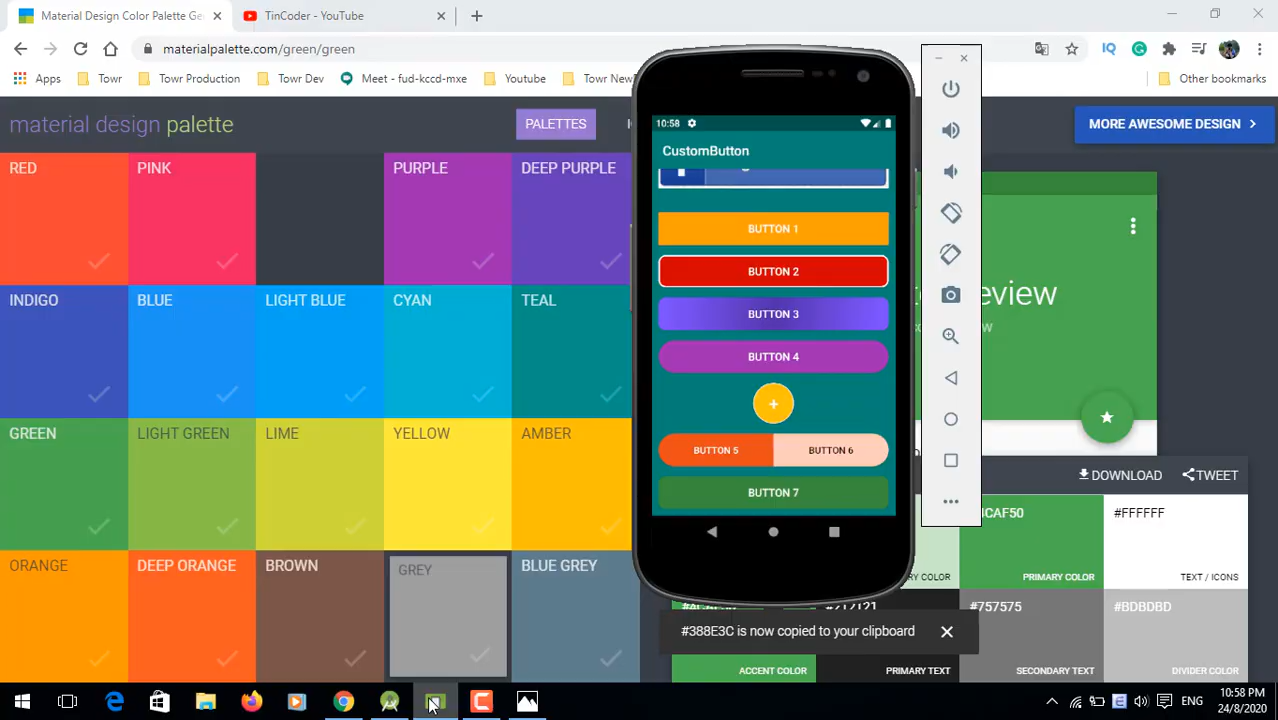 Material Design Color Palette Ge
TinCoder - YouTube
materialpalette.com/green/green
Apps
Towr
Towr Production
Towr Dev
Meet - fud-kccd-mxe
Youtube
Towr New
Other bookmarks
material design palette
PALETTES
MORE AWESOME DESIGN
RED
PINK
PURPLE
DEEP PURPLE
INDIGO
BLUE
LIGHT BLUE
CYAN
TEAL
GREEN
LIGHT GREEN
LIME
YELLOW
AMBER
ORANGE
DEEP ORANGE
BROWN
GREY
BLUE GREY
10:58
CustomButton
BUTTON 1
BUTTON 2
BUTTON 3
BUTTON 4
+
BUTTON 5
BUTTON 6
BUTTON 7
eview
DOWNLOAD
TWEET
4CAF50
#FFFFFF
RY COLOR
PRIMARY COLOR
TEXT / ICONS
#757575
#BDBDBD
#388E3C is now copied to your clipboard
ACCENT COLOR
PRIMARY TEXT
SECONDARY TEXT
DIVIDER COLOR
ENG
10:58 PM
24/8/2020